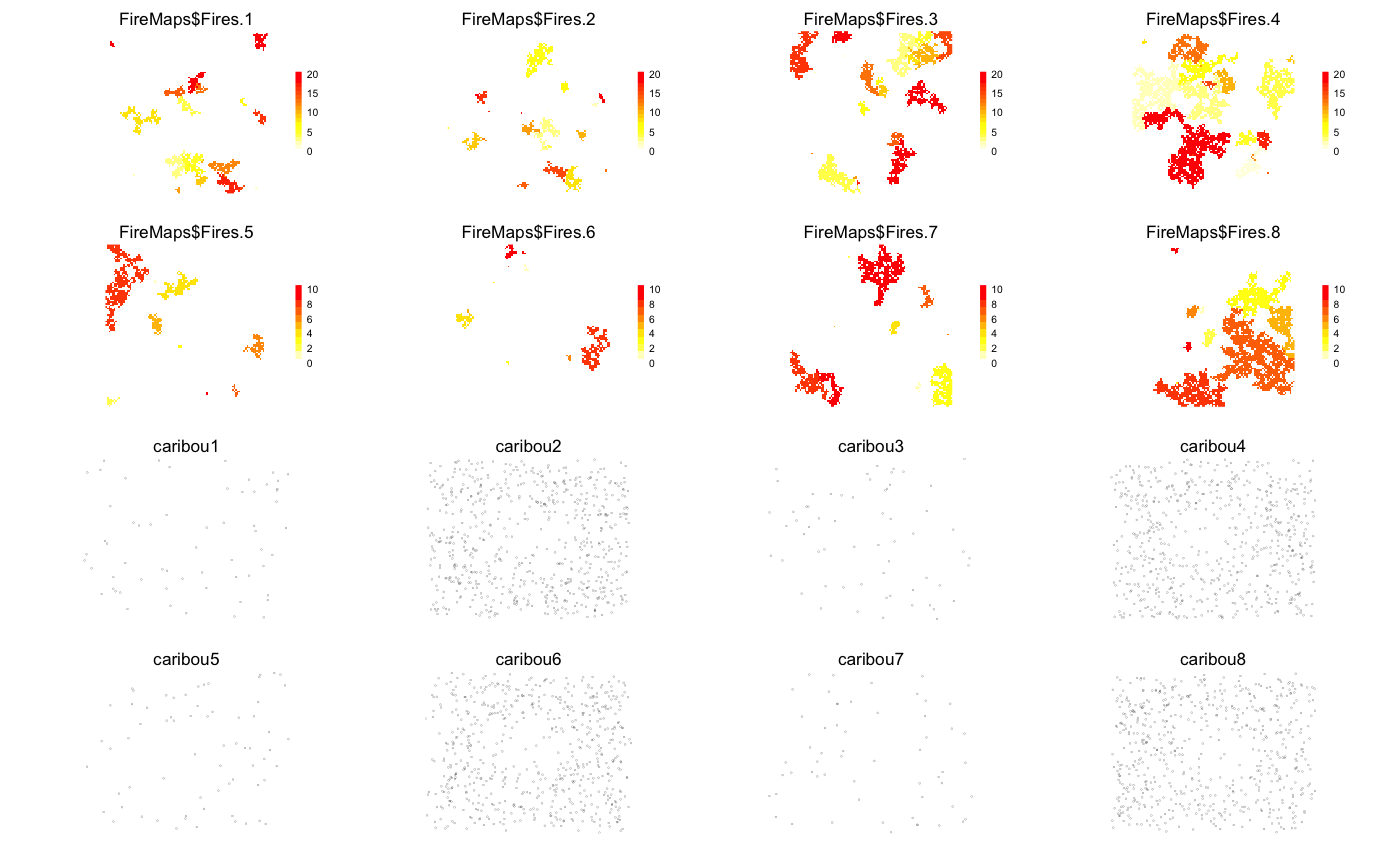 FireMaps$Fires.1 FireMaps$Fires.2 FireMaps$Fires.3 FireMaps$Fires.4
20 20 20 20
15 15 15 15
10 10 10 10
5 5 5 5
0 0 0 0
FireMaps$Fires.5 FireMaps$Fires.6 FireMaps$Fires.7 FireMaps$Fires.8
10 10 10 10
8 8 8 8
6 6 6 6
4 4 4 4
2 2 2 2
0 0 0 0
caribou1 caribou2 caribou3 caribou4
caribou5 caribou6 caribou7 caribou8